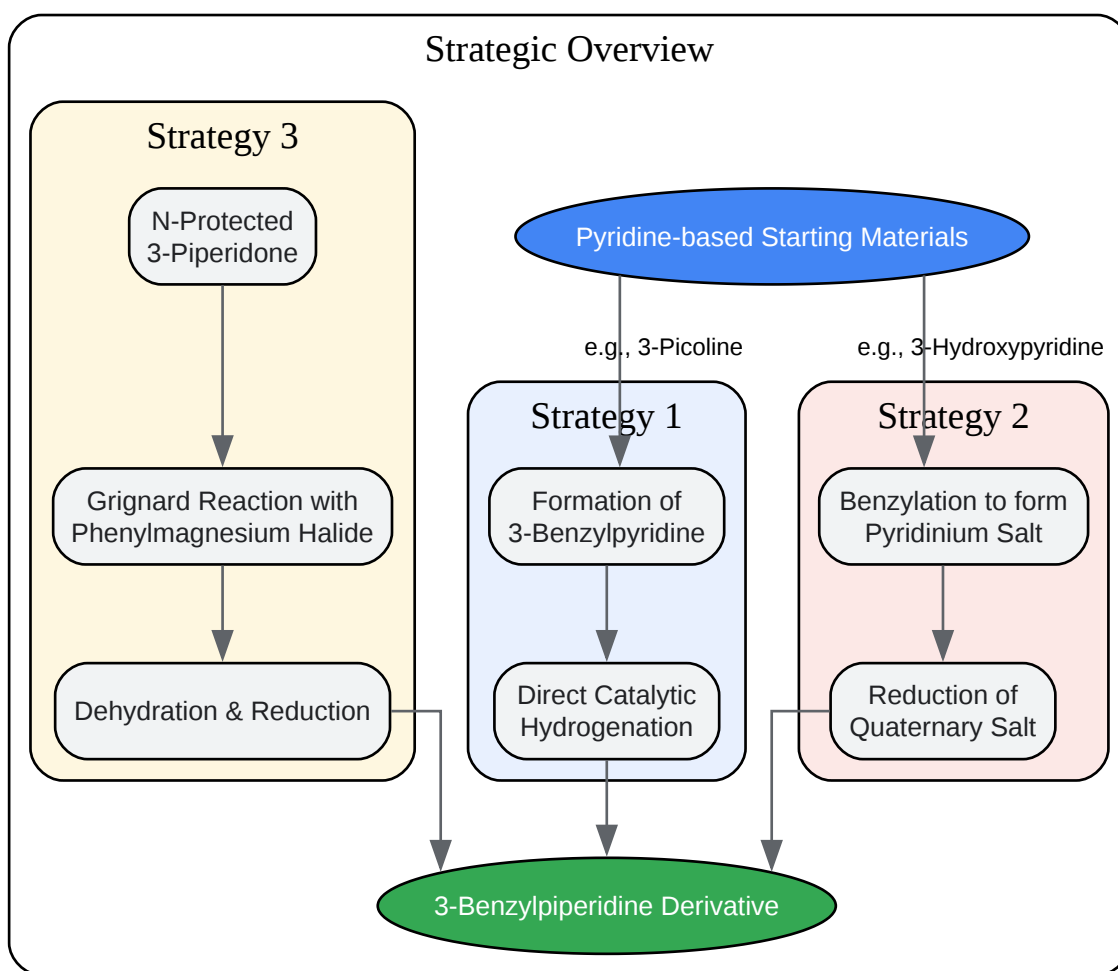 Strategic Overview
Strategy 3
N-Protected
3-Piperidone
Grignard Reaction with
Phenylmagnesium Halide
Dehydration & Reduction
Pyridine-based Starting Materials
e.g., 3-Picoline
e.g., 3-Hydroxypyridine
Strategy 1
Formation of
3-Benzylpyridine
Direct Catalytic
Hydrogenation
Strategy 2
Benzylation to form
Pyridinium Salt
Reduction of
Quaternary Salt
3-Benzylpiperidine Derivative